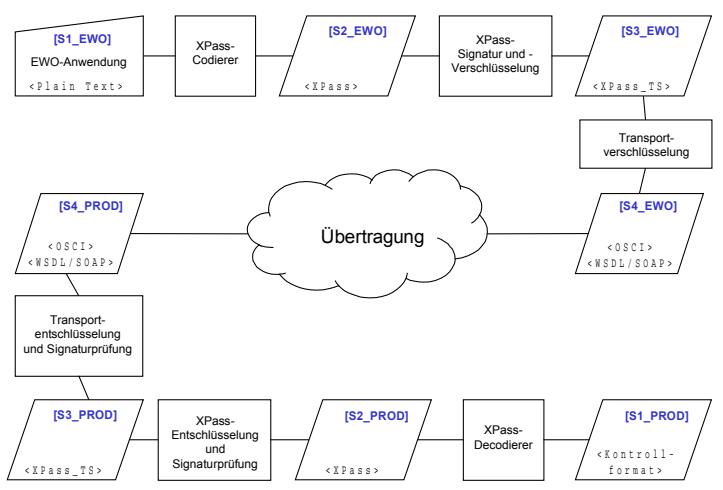 [S1_EWO]
EWO-Anwendung
<Plain Text>
XPass-
Codierer
[S2_EWO]
<XPass>
XPass-
Signatur und -
Verschlüsselung
[S3_EWO]
<XPass_TS>
Transport-
verschlüsselung
[S4_EWO]
<OSCI>
<WSDL/SOAP>
Übertragung
[S4_PROD]
<OSCI>
<WSDL/SOAP>
Transport-
entschlüsselung
und Signaturprüfung
[S3_PROD]
<XPass_TS>
XPass-
Entschlüsselung
und
Signaturprüfung
[S2_PROD]
<XPass>
XPass-
Decodierer
[S1_PROD]
<Kontroll-
format>